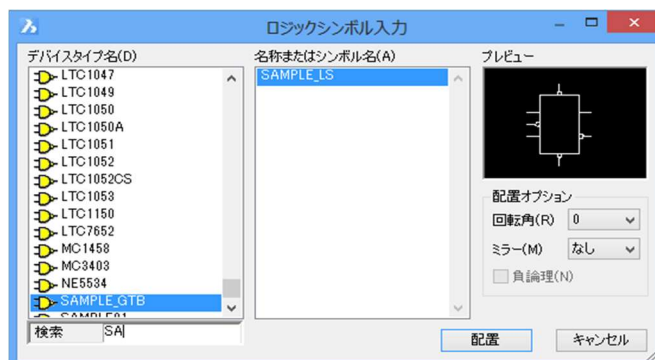 ロジックシンボル入力
デバイスタイプ名(D)
LTC1047
LTC1049
LTC1050
LTC1050A
LTC1051
LTC1052
LTC1052CS
LTC1053
LTC1150
LTC7652
MC1458
MC3403
NE5534
SAMPLE_GTB
検索 SA
名称またはシンボル名(A)
SAMPLE_LS
プレビュー
配置オプション
回転角(R) 0
ミラー(M) なし
負論理(N)
配置 キャンセル